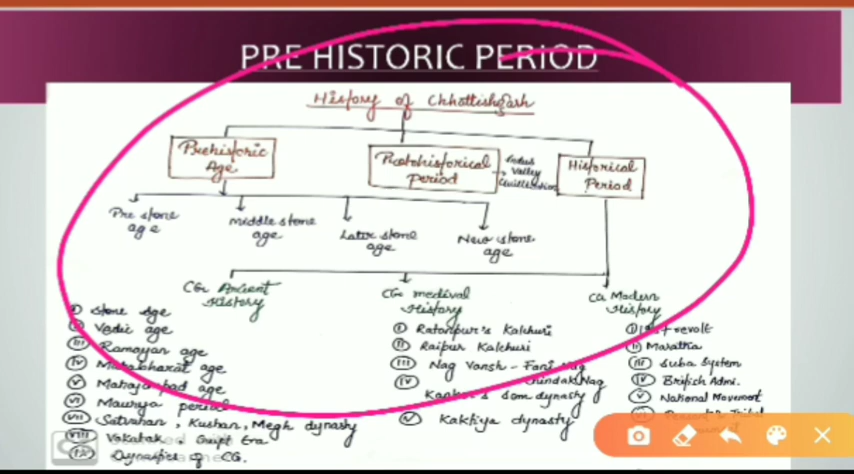 PRE HISTORIC PERIOD
History of Chhattishgarh
Prehistoric Age
Protohistorical period
Indus Valley Civilization
Historical Period
Pre stone age
Middle stone age
Later stone age
New stone age
CG Ancient History
CG medival History
CG Modern History
I stone age
II Vedic age
III Ramayan age
IV Mahabharat age
V Mahajapad age
VI Maurya period
VII Satvahan, Kushan, Megh dynasty
VIII Vakatak Gupt Era
IX Dynasties of CG.
I Ratanpur's Kalchuri
II Raipur Kalchuri
III Nag Vansh - Fani Nag
Chindak Nag
IV Kanker's Som dynasty
V Kaktiya dynasty
I revolt
II Maratha
III Suba System
IV British Admi.
V National Movement